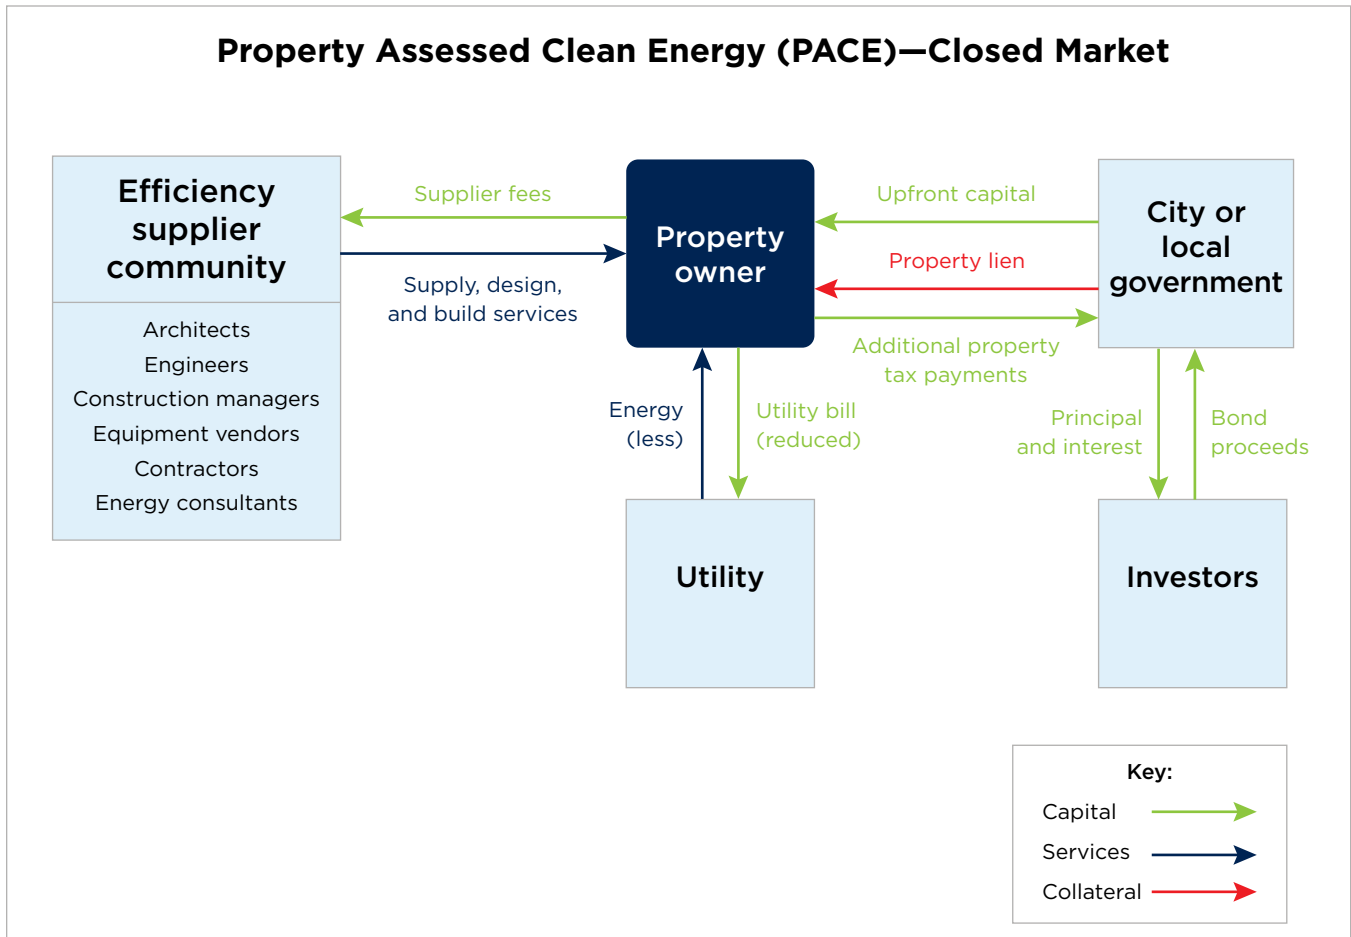 Property Assessed Clean Energy (PACE)—Closed Market
Efficiency
supplier
community
Architects
Engineers
Construction managers
Equipment vendors
Contractors
Energy consultants
Supplier fees
Supply, design,
and build services
Property
owner
Upfront capital
Property lien
Additional property
tax payments
City or
local
government
Energy
(less)
Utility bill
(reduced)
Principal
and interest
Bond
proceeds
Utility
Investors
Key:
Capital
Services
Collateral